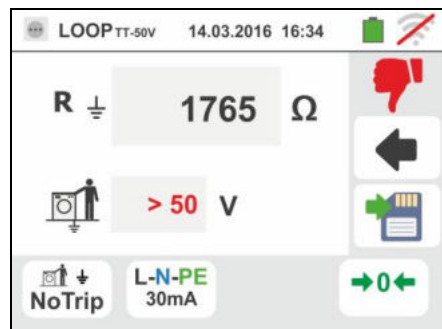 LOOP TT-50V 14.03.2016 16:34
R 1765 Ω
> 50 V
NoTrip
L-N-PE
30mA
0